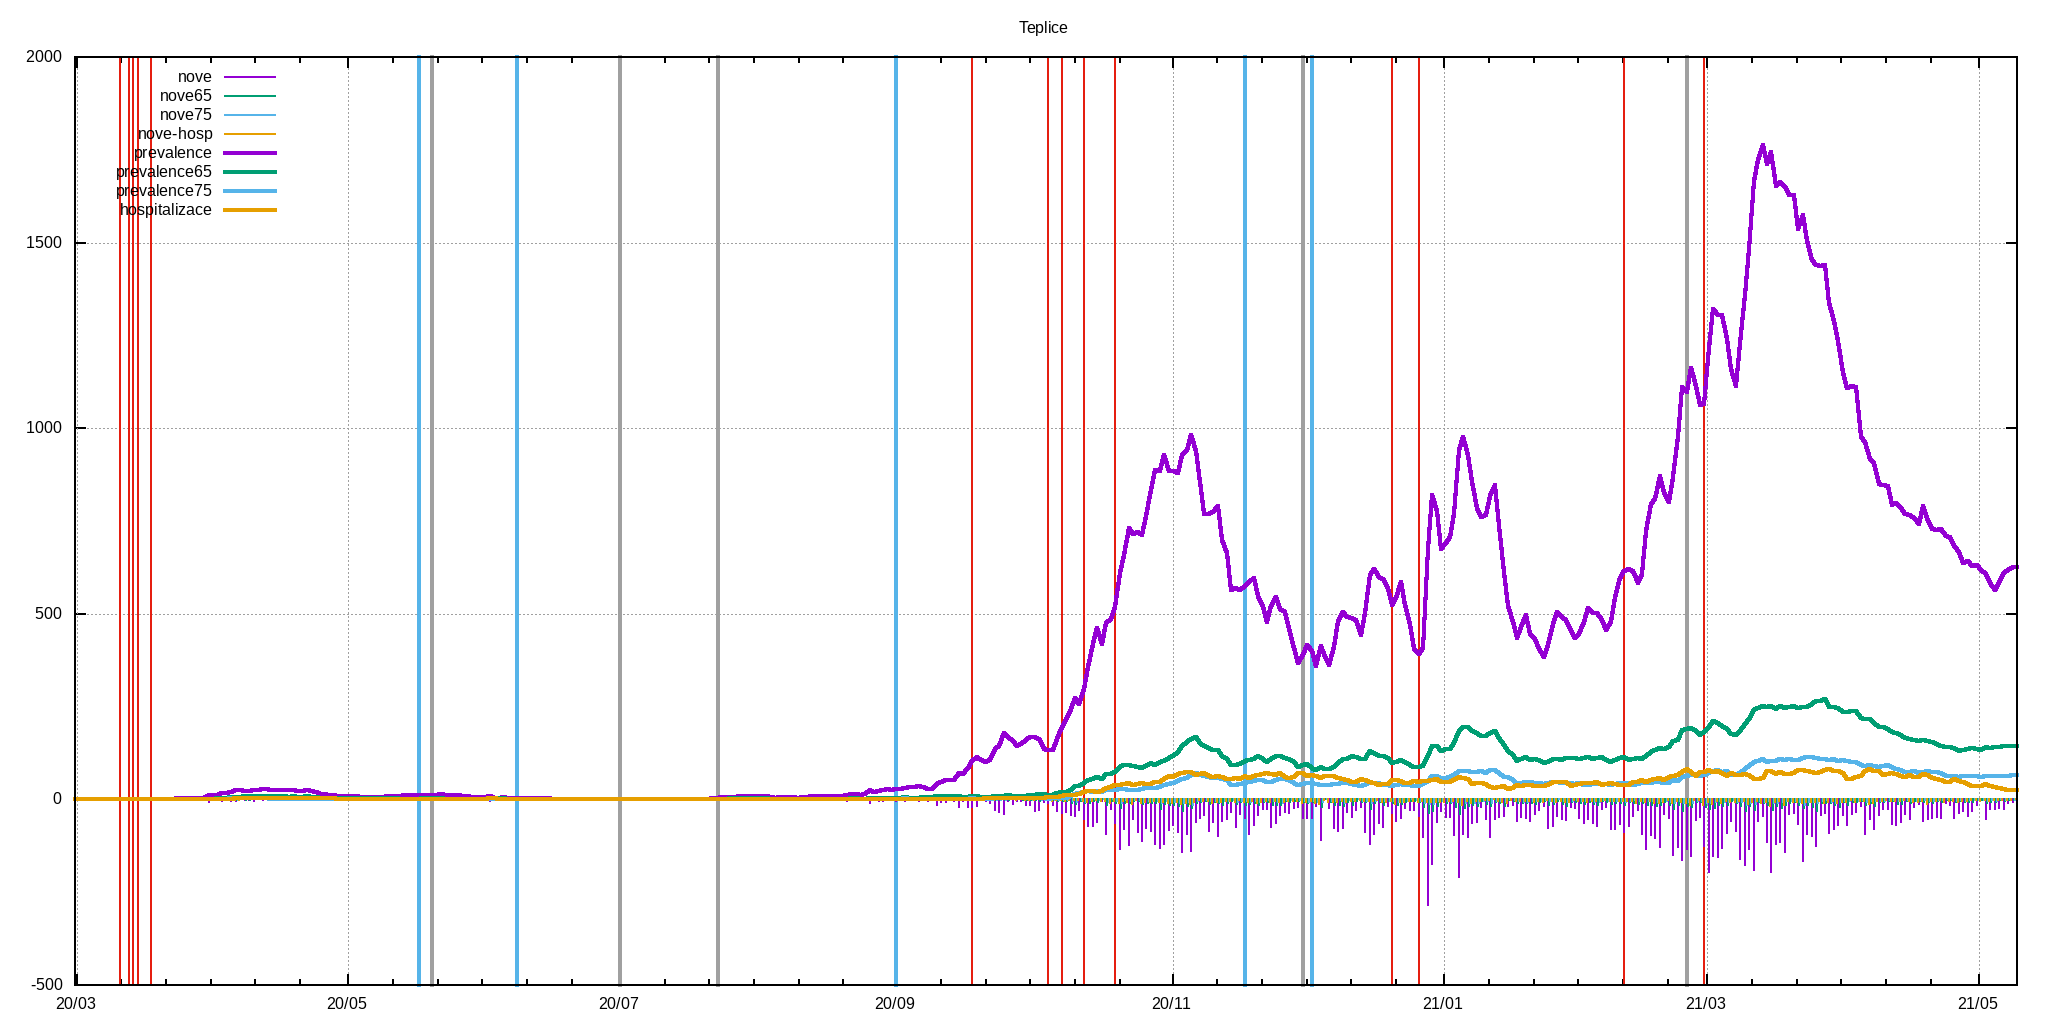 Teplice
2000
1500
1000
500
0
-500
nove
nove65
nove75
nove-hosp
prevalence
prevalence65
prevalence75
hospitalizace
20/03 20/05 20/07 20/09 20/11 21/01 21/03 21/05